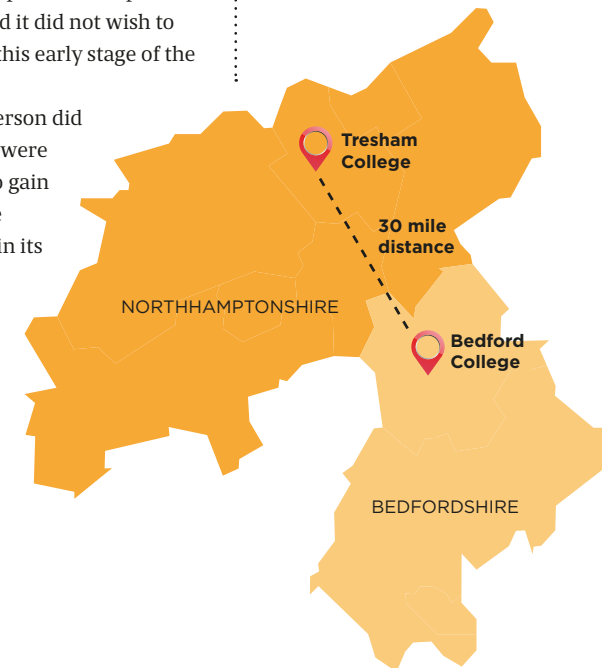 d it did not wish to
this early stage of the
erson did
were
o gain
in its
Tresham
College
30 mile
distance
NORTHHAMPTONSHIRE
Bedford
College
BEDFORDSHIRE